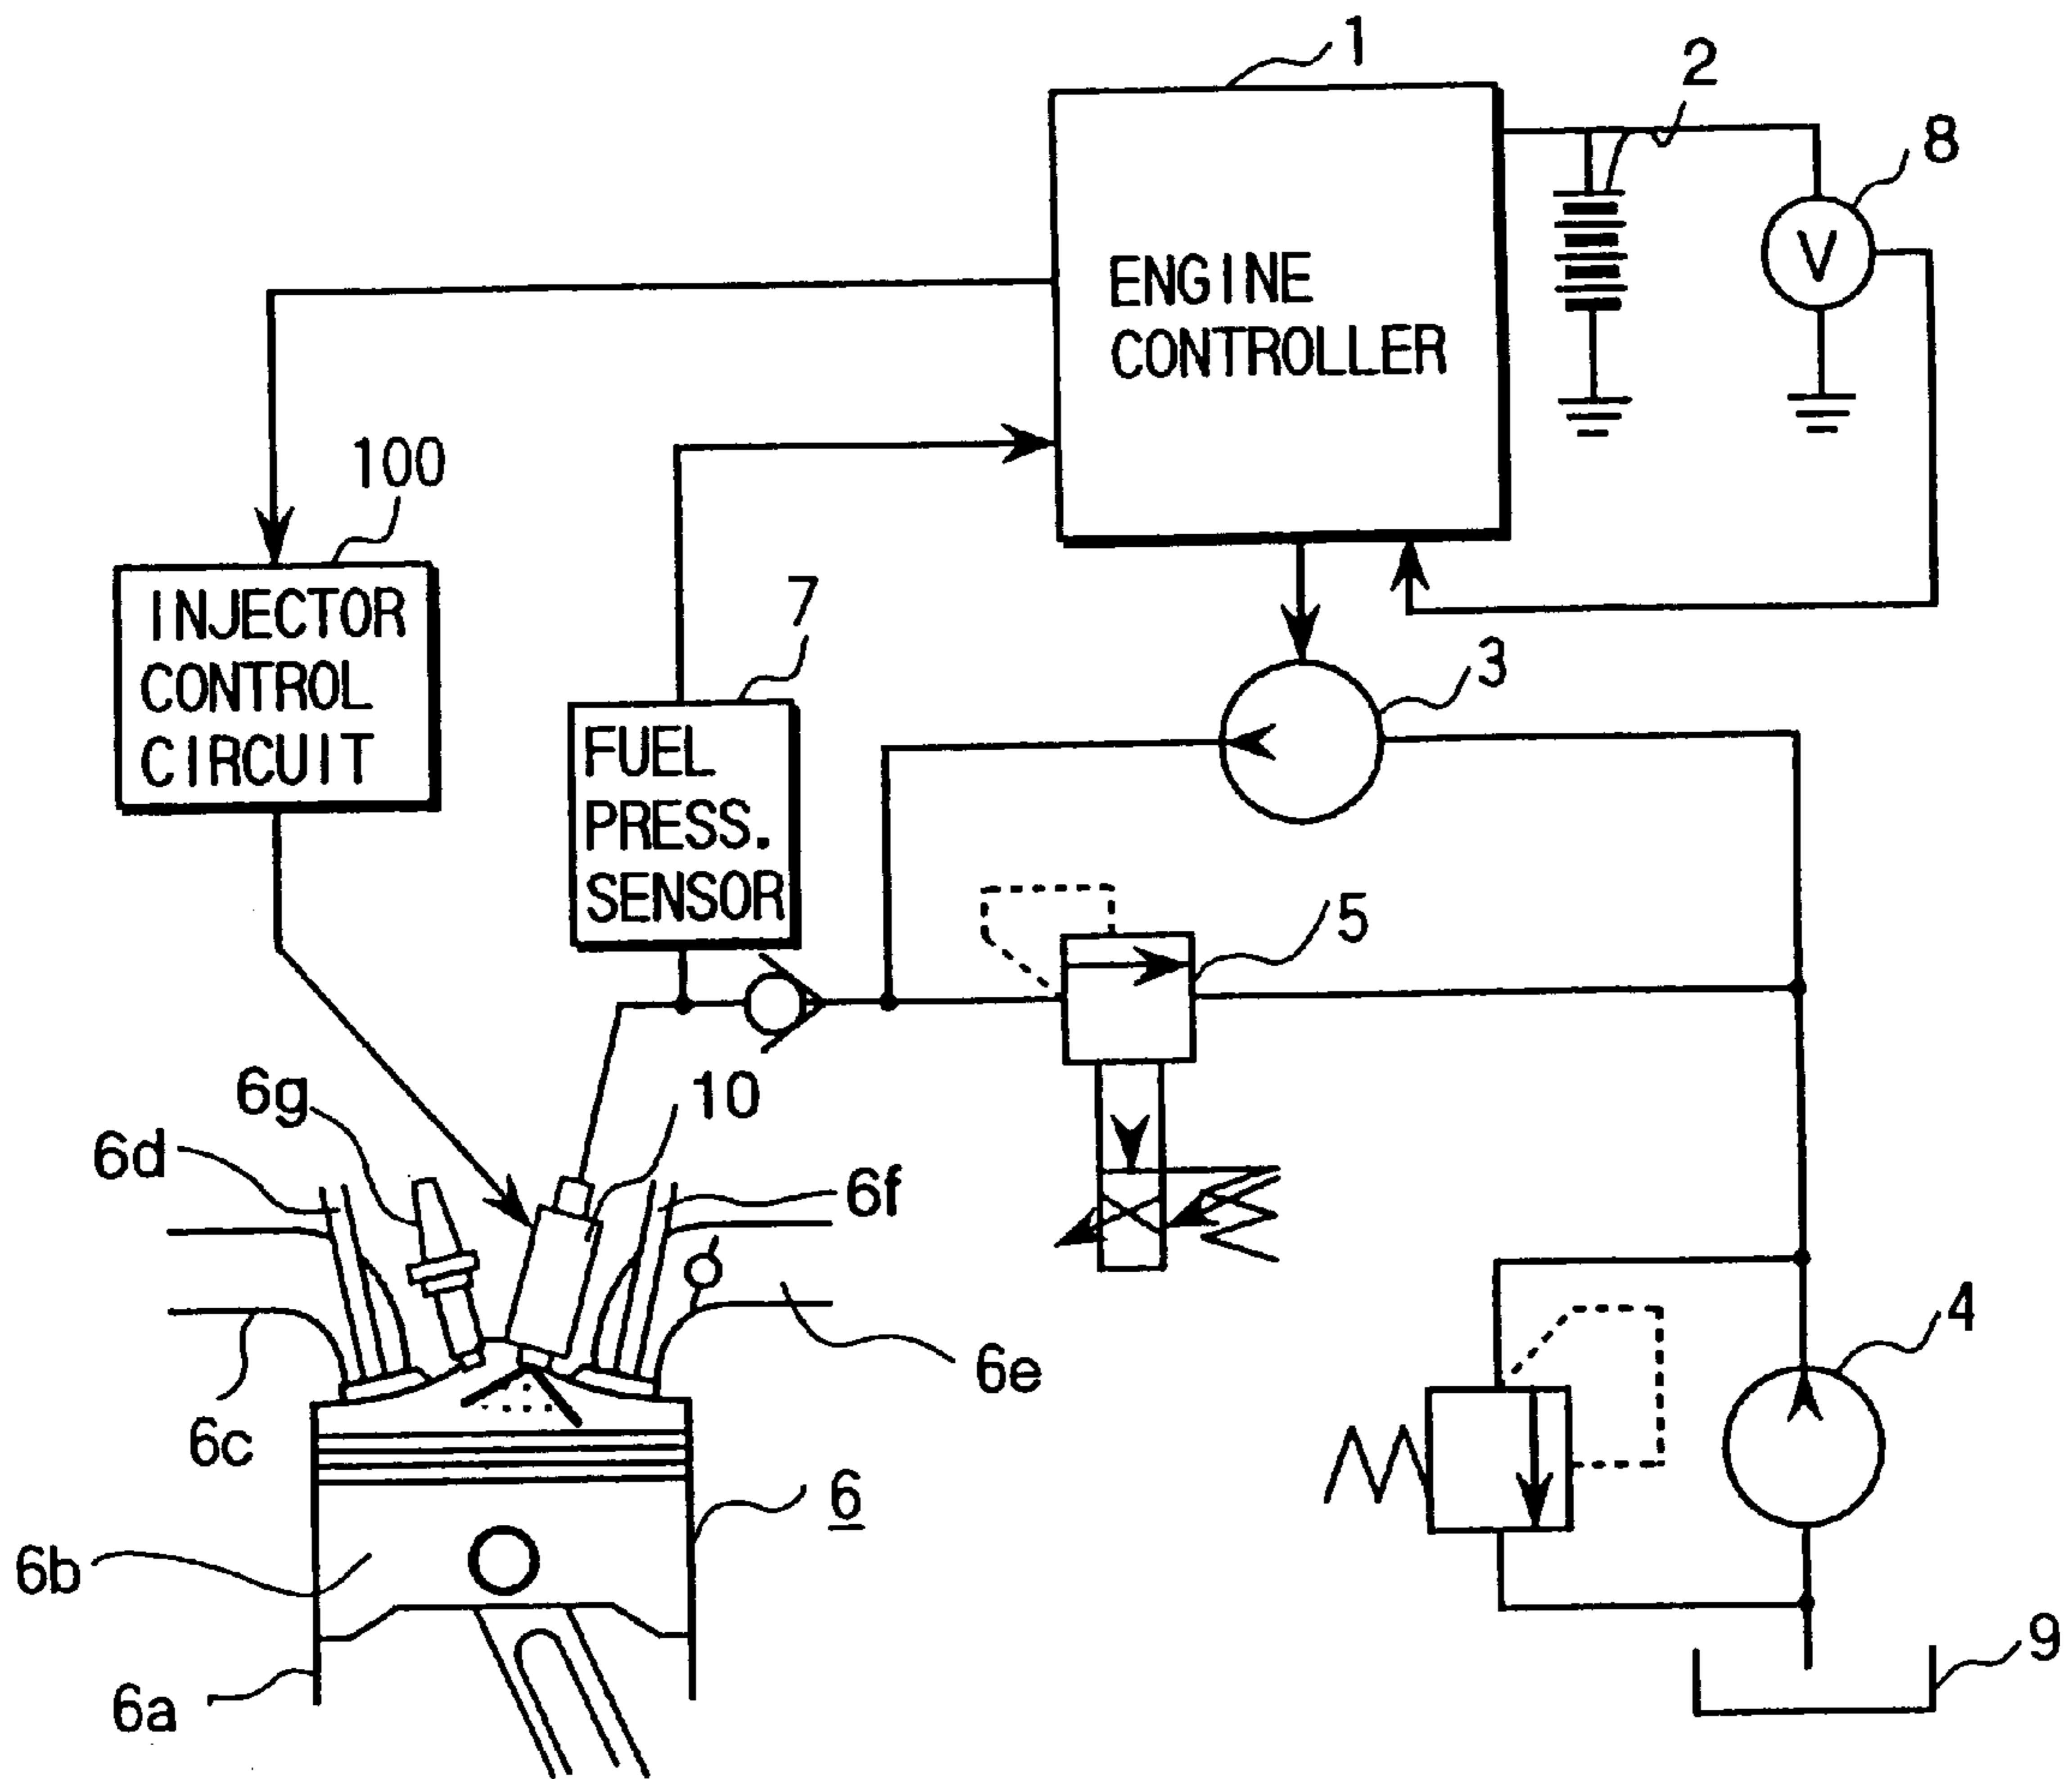 1
2
8
V
ENGINE
CONTROLLER
100
INJECTOR
CONTROL
CIRCUIT
7
3
FUEL
PRESS.
SENSOR
5
10
6g
6d
6f
4
6e
6c
6
6b
9
6a